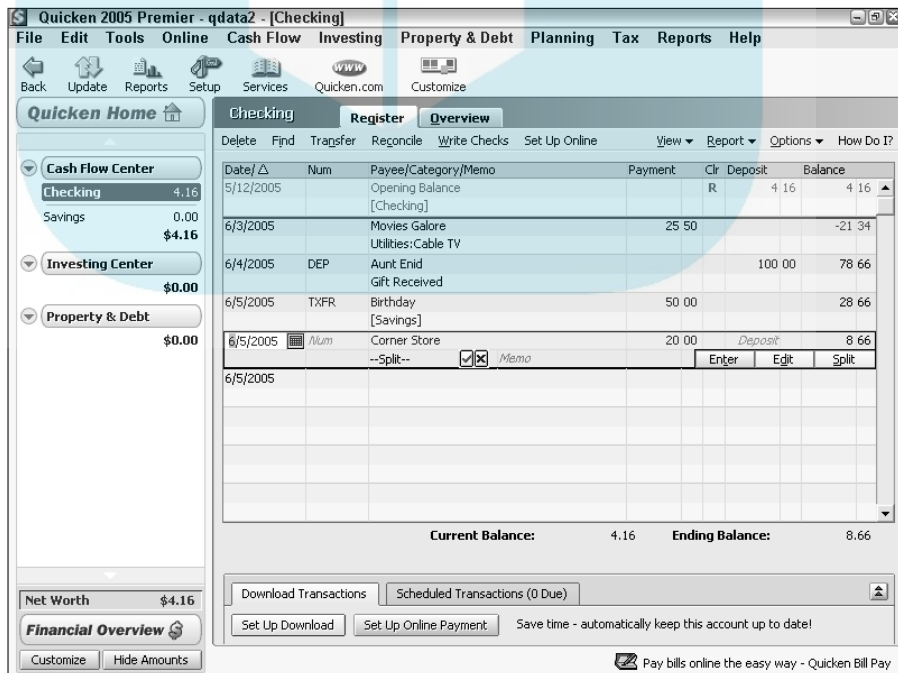 Quicken 2005 Premier - qdata2 - [Checking]
File Edit Tools Online Cash Flow Investing Property & Debt Planning Tax Reports Help
www
Back Update Reports Setup Services Quicken.com Customize
Quicken Home Checking Register Overview
Delete Find Transfer Reconcile Write Checks Set Up Online View Report Options How Do I?
Cash Flow Center
Checking 4.16
Savings 0.00
$4.16
Investing Center
$0.00
Property & Debt
$0.00
Date/ Num Payee/Category/Memo Payment Clr Deposit Balance
5/12/2005 Opening Balance R 4 16 4 16
[Checking]
6/3/2005 Movies Galore 25 50 -21 34
Utilities:Cable TV
6/4/2005 DEP Aunt Enid 100 00 78 66
Gift Received
6/5/2005 TXFR Birthday 50 00 28 66
[Savings]
6/5/2005 Num Corner Store 20 00 Deposit 8 66
--Split-- Memo Enter Edit Split
6/5/2005
Current Balance: 4.16 Ending Balance: 8.66
Net Worth $4.16
Financial Overview $
Customize Hide Amounts
Download Transactions Scheduled Transactions (0 Due)
Set Up Download Set Up Online Payment Save time - automatically keep this account up to date!
Pay bills online the easy way - Quicken Bill Pay